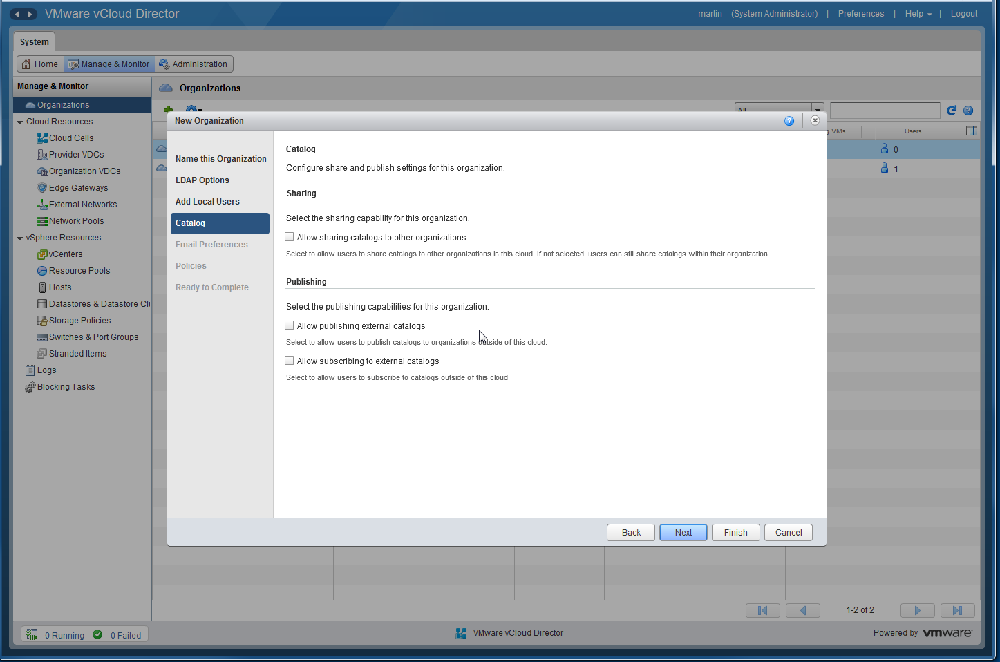 VMware vCloud Director
martin (System Administrator) | Preferences | Help | Logout
System
Home
Manage & Monitor
Administration
Manage & Monitor
Organizations
Cloud Resources
Cloud Cells
Provider VDCs
Organization VDCs
Edge Gateways
External Networks
Network Pools
vSphere Resources
vCenters
Resource Pools
Hosts
Datastores & Datastore Clu
Storage Policies
Switches & Port Groups
Stranded Items
Logs
Blocking Tasks
Organizations
All
VMs
Users
0
1
New Organization
Name this Organization
LDAP Options
Add Local Users
Catalog
Email Preferences
Policies
Ready to Complete
Catalog
Configure share and publish settings for this organization.
Sharing
Select the sharing capability for this organization.
Allow sharing catalogs to other organizations
Select to allow users to share catalogs to other organizations in this cloud. If not selected, users can still share catalogs within their organization.
Publishing
Select the publishing capabilities for this organization.
Allow publishing external catalogs
Select to allow users to publish catalogs to organizations outside of this cloud.
Allow subscribing to external catalogs
Select to allow users to subscribe to catalogs outside of this cloud.
Back
Next
Finish
Cancel
1-2 of 2
0 Running
0 Failed
VMware vCloud Director
Powered by vmware